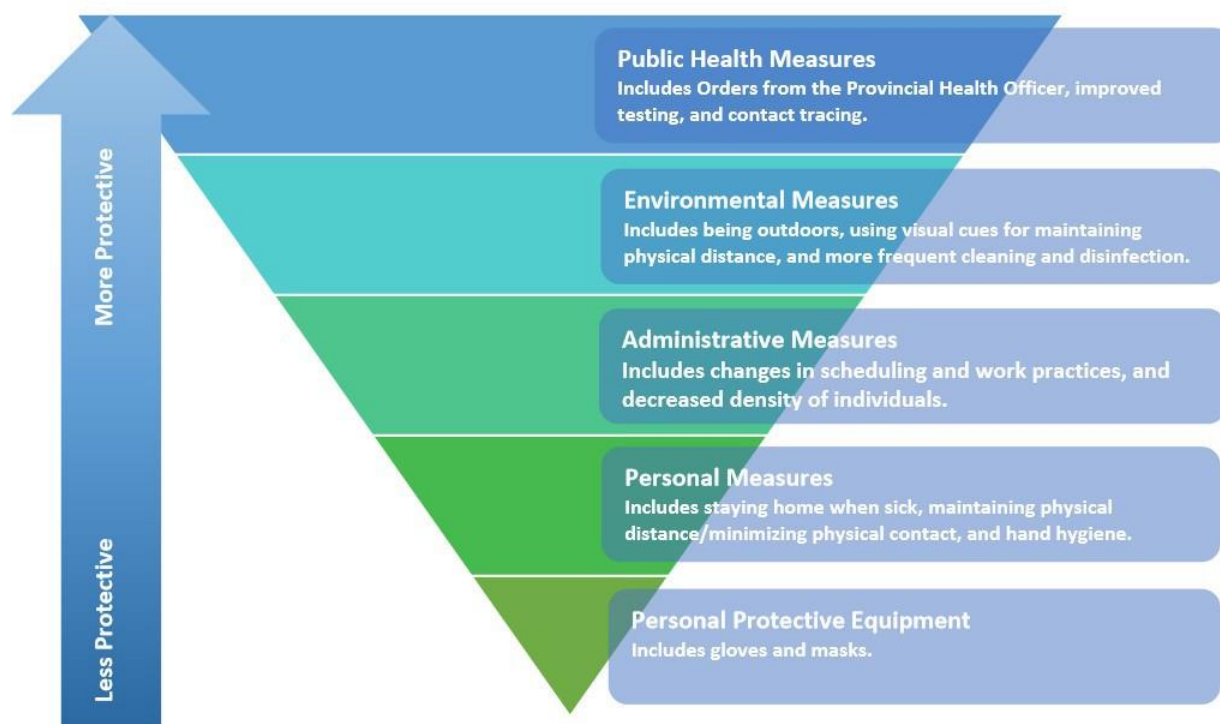 More Protective
Less Protective
Public Health Measures
Includes Orders from the Provincial Health Officer, improved
testing, and contact tracing.
Environmental Measures
Includes being outdoors, using visual cues for maintaining
physical distance, and more frequent cleaning and disinfection.
Administrative Measures
Includes changes in scheduling and work practices, and
decreased density of individuals.
Personal Measures
Includes staying home when sick, maintaining physical
distance/minimizing physical contact, and hand hygiene.
Personal Protective Equipment
Includes gloves and masks.